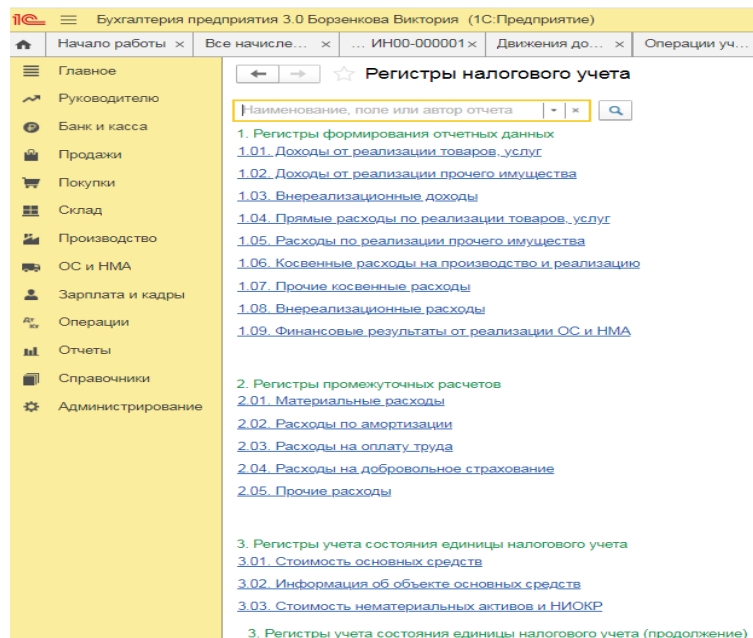 1С Бухгалтерия предприятия 3.0 Борзенкова Виктория (1С:Предприятие)
Начало работы × Все начисле... × ... ИН00-000001 × Движения до... × Операции уч...
Главное
Руководителю
Банк и касса
Продажи
Покупки
Склад
Производство
ОС и НМА
Зарплата и кадры
Дт Кт Операции
Отчеты
Справочники
Администрирование
Регистры налогового учета
Наименование, поле или автор отчета
1. Регистры формирования отчетных данных
1.01. Доходы от реализации товаров, услуг
1.02. Доходы от реализации прочего имущества
1.03. Внереализационные доходы
1.04. Прямые расходы по реализации товаров, услуг
1.05. Расходы по реализации прочего имущества
1.06. Косвенные расходы на производство и реализацию
1.07. Прочие косвенные расходы
1.08. Внереализационные расходы
1.09. Финансовые результаты от реализации ОС и НМА
2. Регистры промежуточных расчетов
2.01. Материальные расходы
2.02. Расходы по амортизации
2.03. Расходы на оплату труда
2.04. Расходы на добровольное страхование
2.05. Прочие расходы
3. Регистры учета состояния единицы налогового учета
3.01. Стоимость основных средств
3.02. Информация об объекте основных средств
3.03. Стоимость нематериальных активов и НИОКР
3. Регистры учета состояния единицы налогового учета (продолжение)